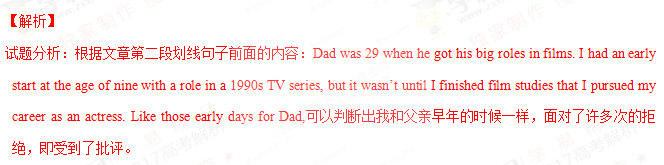 【解析】
试题分析：根据文章第二段划线句子前面的内容：Dad was 29 when he got his big roles in films. I had an early
start at the age of nine with a role in a 1990s TV series, but it wasn't until I finished film studies that I pursued my
career as an actress. Like those early days for Dad,可以判断出我和父亲早年的时候一样，面对了许多次的拒
绝，即受到了批评。